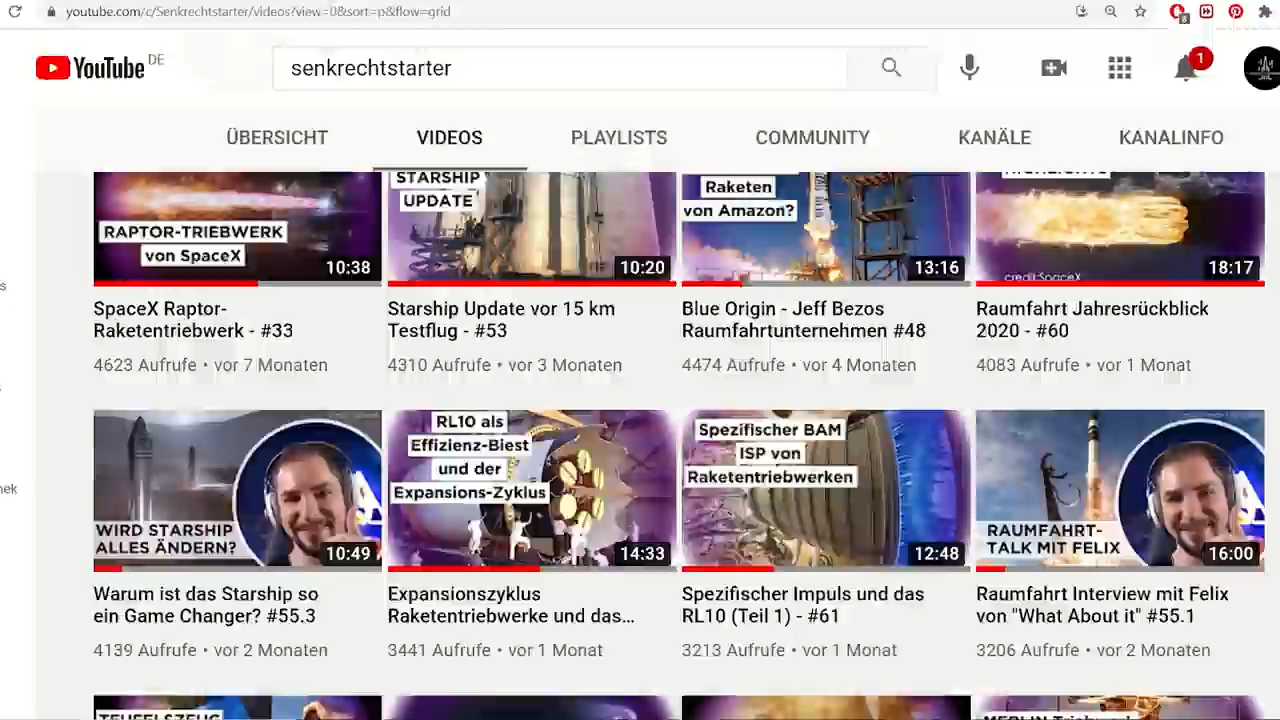 youtube.com/c/Senkrechtstarter/videos?view=0&sort=p&flow=grid
8
YouTube DE
senkrechtstarter
1
ÜBERSICHT VIDEOS PLAYLISTS COMMUNITY KANÄLE KANALINFO
RAPTOR-TRIEBWERK
von SpaceX
10:38
STARSHIP
UPDATE
10:20
Raketen
von Amazon?
13:16
credit:SpaceX
18:17
SpaceX Raptor-
Raketentriebwerk - #33
4623 Aufrufe • vor 7 Monaten
Starship Update vor 15 km
Testflug - #53
4310 Aufrufe • vor 3 Monaten
Blue Origin - Jeff Bezos
Raumfahrtunternehmen #48
4474 Aufrufe • vor 4 Monaten
Raumfahrt Jahresrückblick
2020 - #60
4083 Aufrufe • vor 1 Monat
WIRD STARSHIP
ALLES ÄNDERN?
10:49
RL10 als
Effizienz-Biest
und der
Expansions-Zyklus
14:33
Spezifischer BAM
ISP von
Raketentriebwerken
12:48
RAUMFAHRT-
TALK MIT FELIX
16:00
Warum ist das Starship so
ein Game Changer? #55.3
4139 Aufrufe • vor 2 Monaten
Expansionszyklus
Raketentriebwerke und das...
3441 Aufrufe • vor 1 Monat
Spezifischer Impuls und das
RL10 (Teil 1) - #61
3213 Aufrufe • vor 1 Monat
Raumfahrt Interview mit Felix
von "What About it" #55.1
3206 Aufrufe • vor 2 Monaten
TEUFELSZEUG